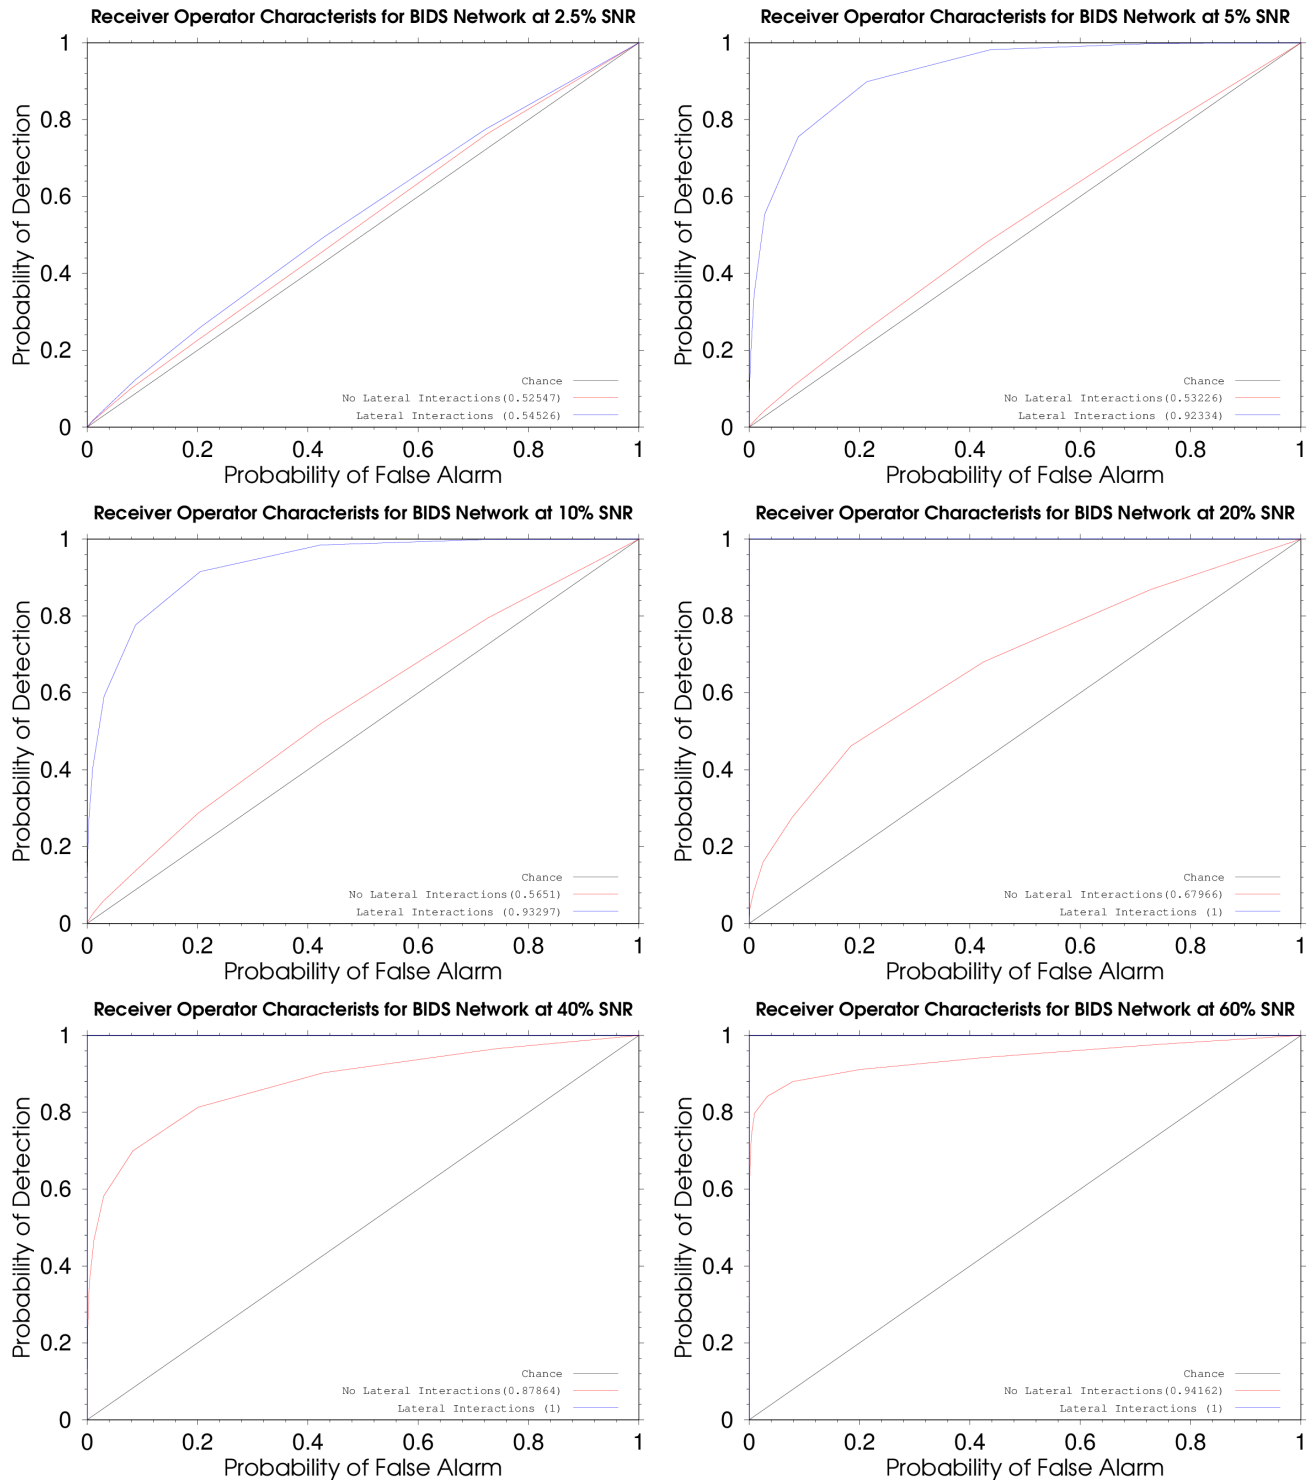 Receiver Operator Characterists for BIDS Network at 2.5% SNR
1
0.8
0.6
0.4
0.2
0
Probability of Detection
Chance
No Lateral Interactions(0.52547)
Lateral Interactions (0.54526)
0 0.2 0.4 0.6 0.8 1
Probability of False Alarm
Receiver Operator Characterists for BIDS Network at 5% SNR
1
0.8
0.6
0.4
0.2
0
Probability of Detection
Chance
No Lateral Interactions(0.53226)
Lateral Interactions (0.92334)
0 0.2 0.4 0.6 0.8 1
Probability of False Alarm
Receiver Operator Characterists for BIDS Network at 10% SNR
1
0.8
0.6
0.4
0.2
0
Probability of Detection
Chance
No Lateral Interactions(0.5651)
Lateral Interactions (0.93297)
0 0.2 0.4 0.6 0.8 1
Probability of False Alarm
Receiver Operator Characterists for BIDS Network at 20% SNR
1
0.8
0.6
0.4
0.2
0
Probability of Detection
Chance
No Lateral Interactions(0.67966)
Lateral Interactions (1)
0 0.2 0.4 0.6 0.8 1
Probability of False Alarm
Receiver Operator Characterists for BIDS Network at 40% SNR
1
0.8
0.6
0.4
0.2
0
Probability of Detection
Chance
No Lateral Interactions(0.87864)
Lateral Interactions (1)
0 0.2 0.4 0.6 0.8 1
Probability of False Alarm
Receiver Operator Characterists for BIDS Network at 60% SNR
1
0.8
0.6
0.4
0.2
0
Probability of Detection
Chance
No Lateral Interactions(0.94162)
Lateral Interactions (1)
0 0.2 0.4 0.6 0.8 1
Probability of False Alarm